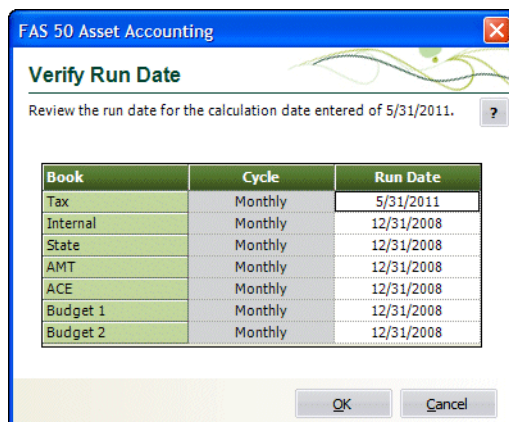 FAS 50 Asset Accounting
Verify Run Date
Review the run date for the calculation date entered of 5/31/2011.
?
Book Cycle Run Date
Tax Monthly 5/31/2011
Internal Monthly 12/31/2008
State Monthly 12/31/2008
AMT Monthly 12/31/2008
ACE Monthly 12/31/2008
Budget 1 Monthly 12/31/2008
Budget 2 Monthly 12/31/2008
OK Cancel